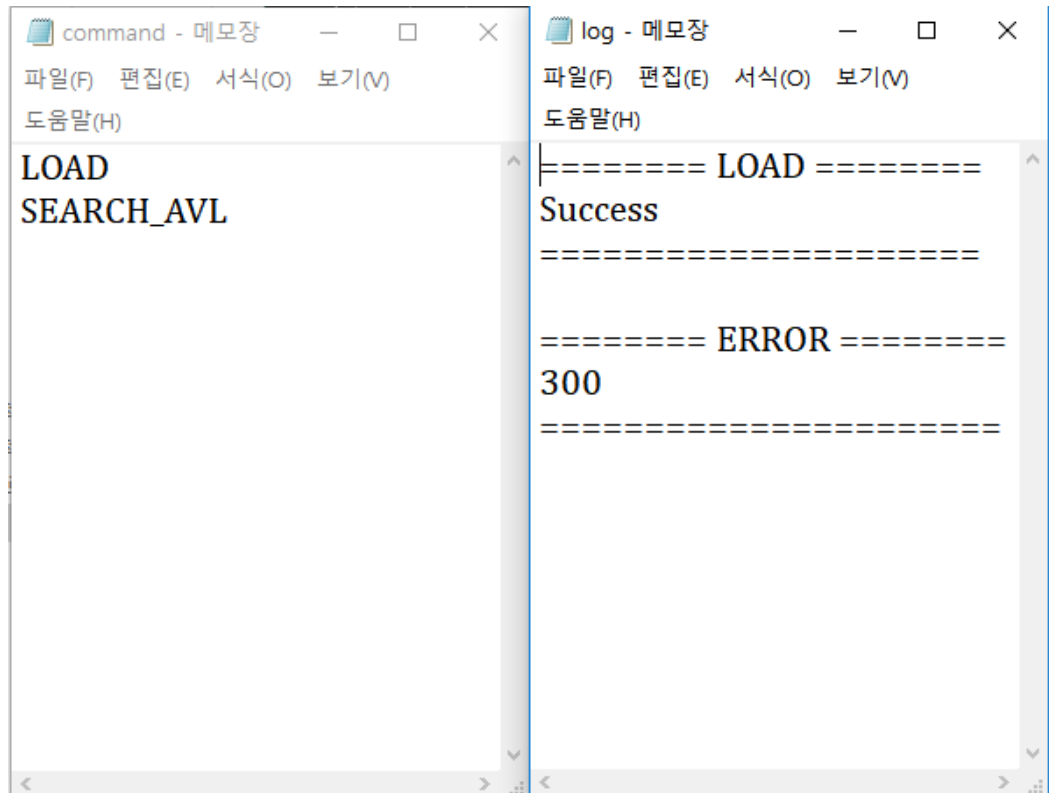 command - 메모장
파일(F) 편집(E) 서식(O) 보기(V)
도움말(H)
LOAD
SEARCH_AVL
log - 메모장
파일(F) 편집(E) 서식(O) 보기(V)
도움말(H)
======== LOAD ========
Success
=====================
======== ERROR ========
300
======================